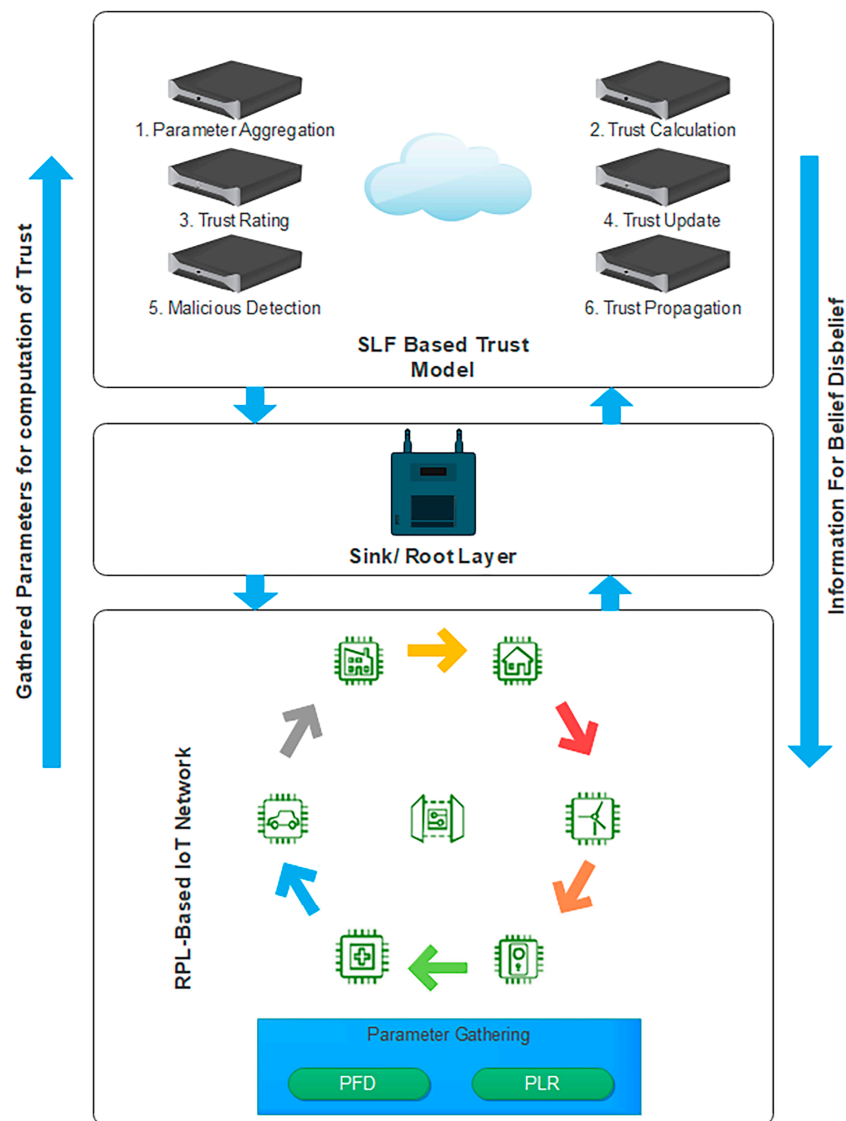 1. Parameter Aggregation
2. Trust Calculation
3. Trust Rating
4. Trust Update
5. Malicious Detection
6. Trust Propagation
SLF Based Trust
Model
Gathered Parameters for computation of Trust
Information For Belief Disbelief
Sink/ Root Layer
RPL-Based IoT Network
Parameter Gathering
PFD
PLR